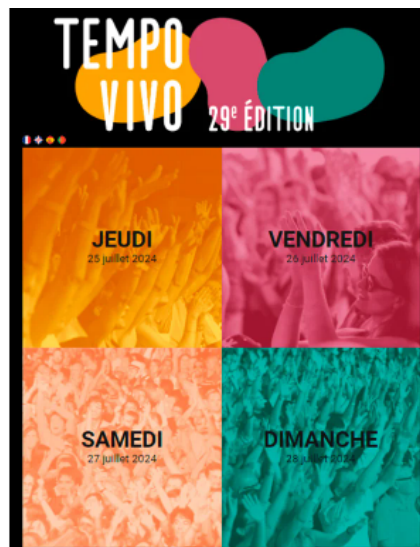 TEMPO
VIVO 29e ÉDITION
JEUDI
25 juillet 2024
VENDREDI
26 juillet 2024
SAMEDI
27 juillet 2024
DIMANCHE
28 juillet 2024